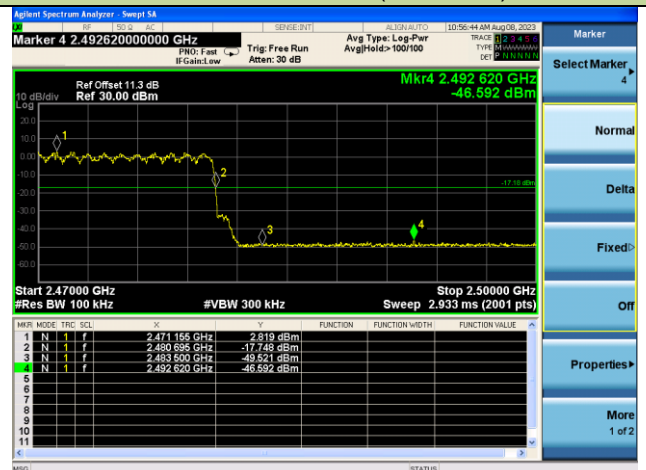 Agilent Spectrum Analyzer - Swept SA
RF 50 Ω AC SENSE:INT ALIGN AUTO 10:56:44 AM Aug 08, 2023
Marker 4 2.492620000000 GHz
PNO: Fast
IFGain:Low
Trig: Free Run
Atten: 30 dB
Avg Type: Log-Pwr
Avg|Hold:> 100/100
TRACE 1 2 3 4 5 6
TYPE M
DET P N N N N N
Ref Offset 11.3 dB
10 dB/div Ref 30.00 dBm
Log
Mkr4 2.492 620 GHz
-46.592 dBm
20.0
10.0
0.00
-10.0
-20.0
-30.0
-40.0
-50.0
-60.0
1
2
3
4
-17.18 dBm
Start 2.47000 GHz Stop 2.50000 GHz
#Res BW 100 kHz #VBW 300 kHz Sweep 2.933 ms (2001 pts)
MKR MODE TRC SCL X Y FUNCTION FUNCTION WIDTH FUNCTION VALUE
1 N 1 f 2.471 155 GHz 2.819 dBm
2 N 1 f 2.480 695 GHz -17.748 dBm
3 N 1 f 2.483 500 GHz -49.521 dBm
4 N 1 f 2.492 620 GHz -46.592 dBm
5
6
7
8
9
10
11
MSG STATUS
Marker
Select Marker
4
Normal
Delta
Fixed
Off
Properties
More
1 of 2